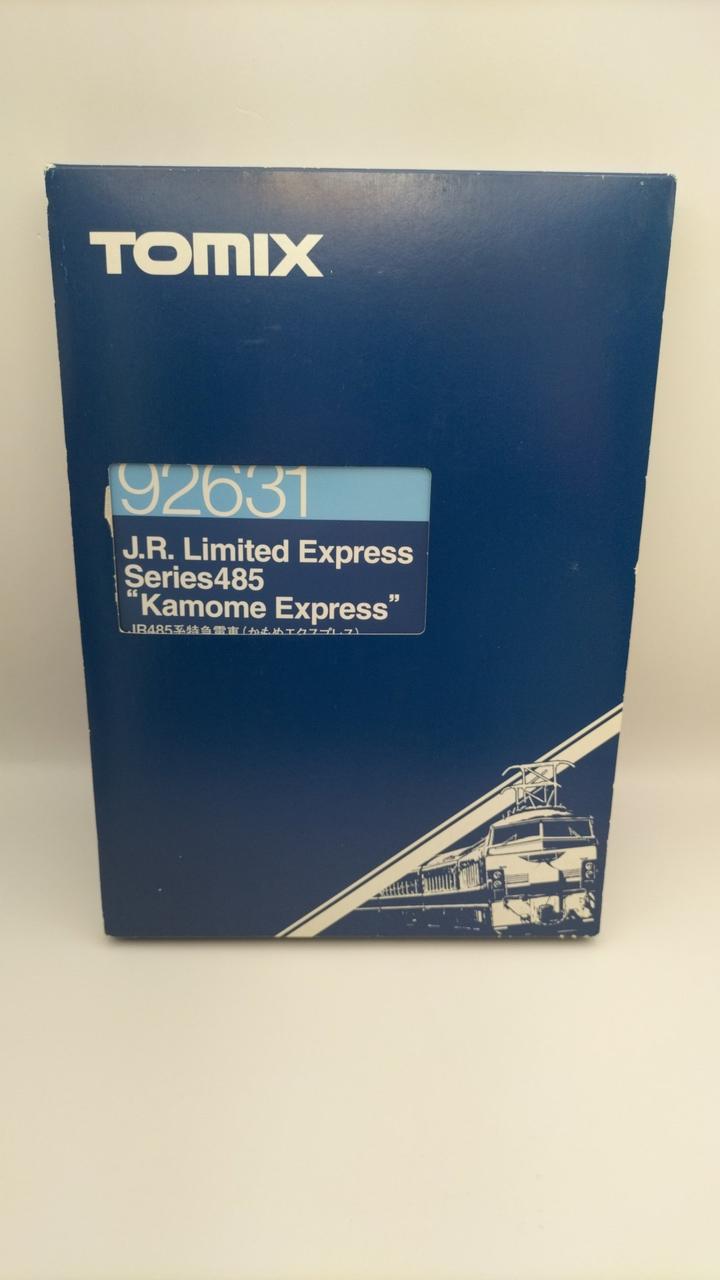 TOMIX
92631
J.R. Limited Express
Series485
“Kamome Express”
JR485系特急電車(かもめエクスプレス)